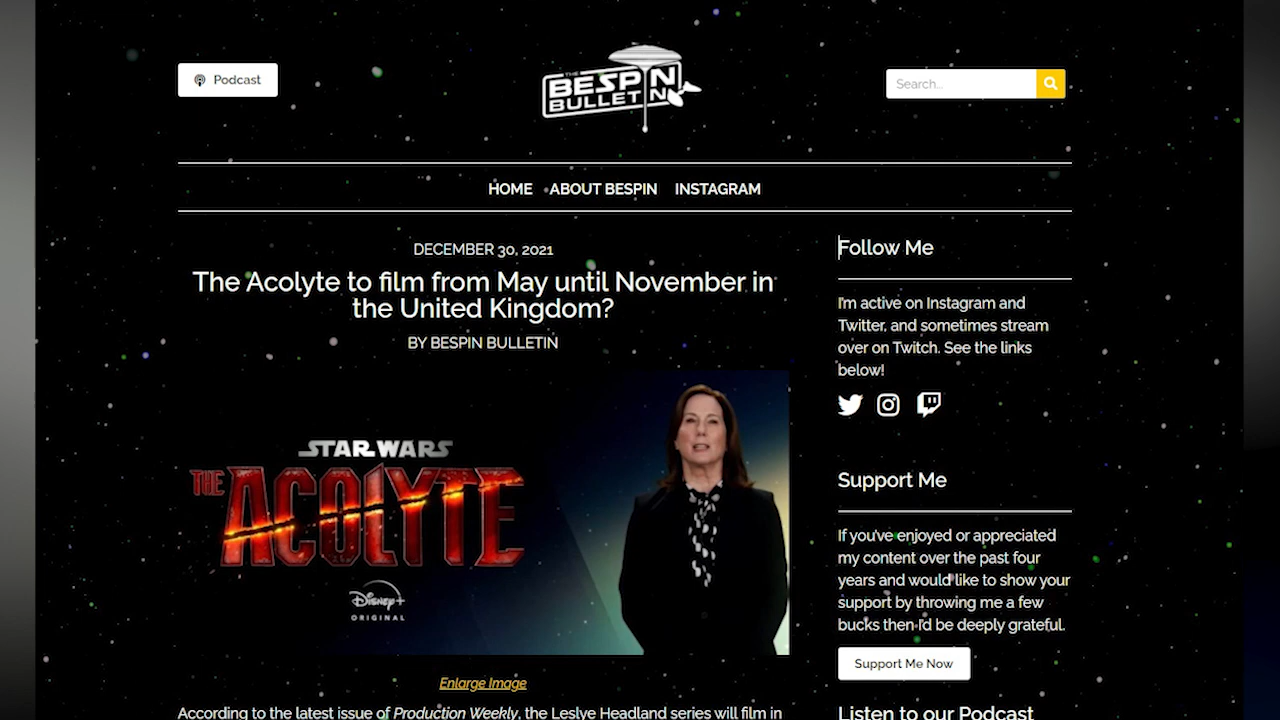 Podcast
THE
BESPIN
BULLETIN
Search...
HOME ABOUT BESPIN INSTAGRAM
DECEMBER 30, 2021
The Acolyte to film from May until November in
the United Kingdom?
BY BESPIN BULLETIN
STAR WARS
THE ACOLYTE
Disney+
ORIGINAL
Enlarge Image
According to the latest issue of Production Weekly, the Leslye Headland series will film in
Follow Me
I'm active on Instagram and
Twitter, and sometimes stream
over on Twitch. See the links
below!
Support Me
If you've enjoyed or appreciated
my content over the past four
years and would like to show your
support by throwing me a few
bucks then I'd be deeply grateful.
Support Me Now
Listen to our Podcast